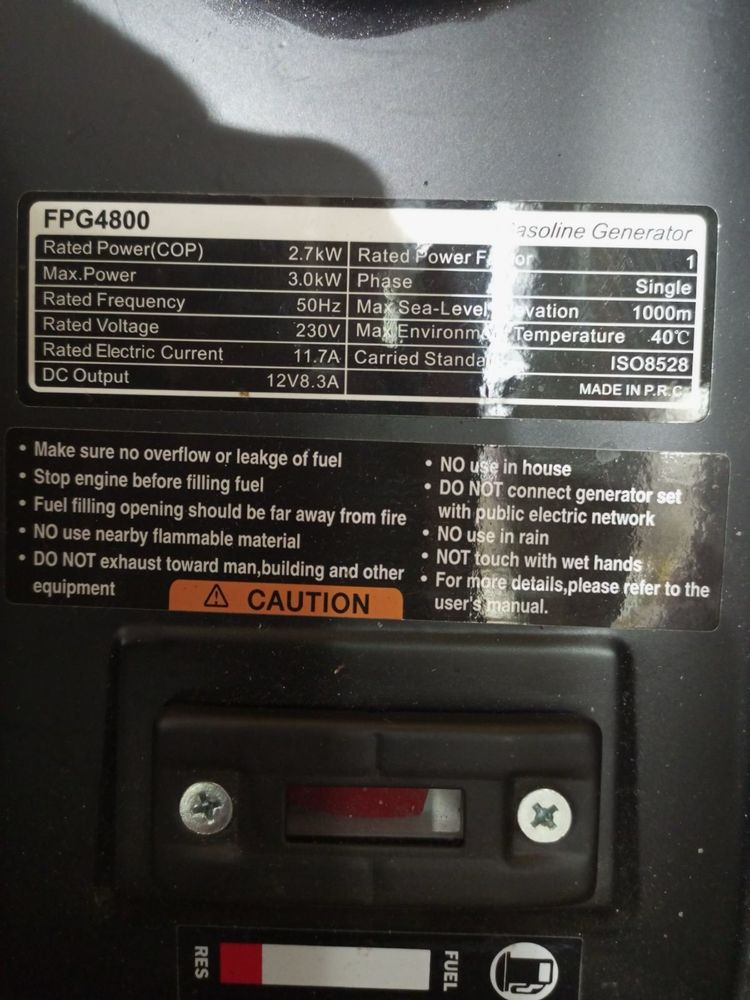 FPG4800
asoline Generator
Rated Power(COP) 2.7kW
Max.Power 3.0kW
Rated Frequency 50Hz
Rated Voltage 230V
Rated Electric Current 11.7A
DC Output 12V8.3A
Rated Power F or 1
Phase Single
Max Sea-Level vation 1000m
Max Environm Temperature 40℃
Carried Standa ISO8528
MADE IN P.R.C
• Make sure no overflow or leakge of fuel
• Stop engine before filling fuel
• Fuel filling opening should be far away from fire
• NO use nearby flammable material
• DO NOT exhaust toward man,building and other
equipment
CAUTION
• NO use in house
• DO NOT connect generator set
with public electric network
• NO use in rain
• NOT touch with wet hands
• For more details,please refer to the
user's manual.
RES
FUEL